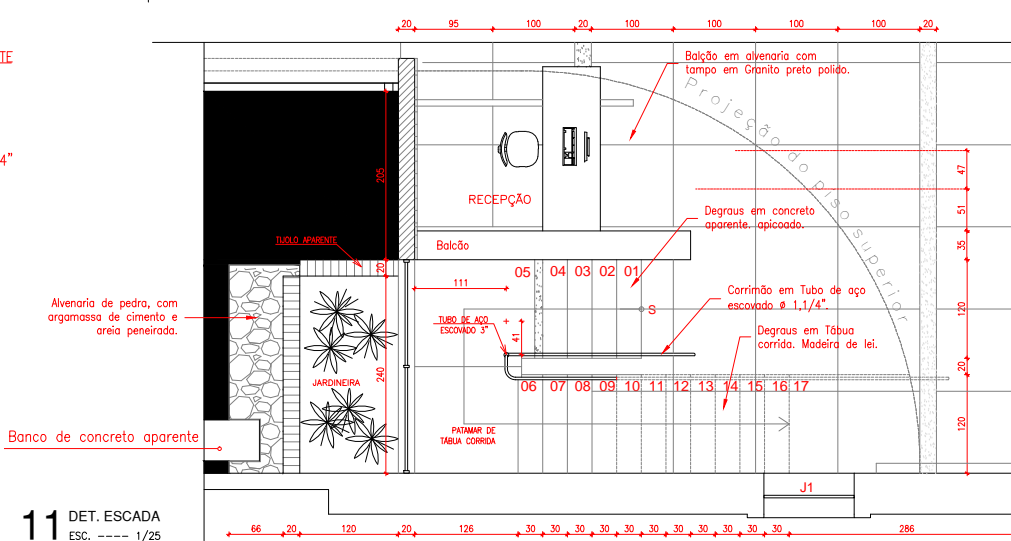 20 95 100 20 100 100 100 100 20
TE
4"
Balção em alvenaria com
tampo em Granito preto polido.
Projeção do piso superior
205
47
51
35
120
20
120
RECEPÇÃO
Degraus em concreto
aparente. apicoado.
TIJOLO APARENTE
Balcão
20
05 04 03 02 01
111
S
Corrimão em Tubo de aço
escovado ø 1,1/4".
Alvenaria de pedra, com
argamassa de cimento e
areia peneirada.
TUBO DE AÇO
ESCOVADO 3"
41
Degraus em Tábua
corrida. Madeira de lei.
240
JARDINEIRA
06 07 08 09 10 11 12 13 14 15 16 17
Banco de concreto aparente
PATAMAR DE
TÁBUA CORRIDA
J1
11 DET. ESCADA
ESC. ---- 1/25
66 20 120 20 126 30 30 30 30 30 30 30 30 30 30 30 286